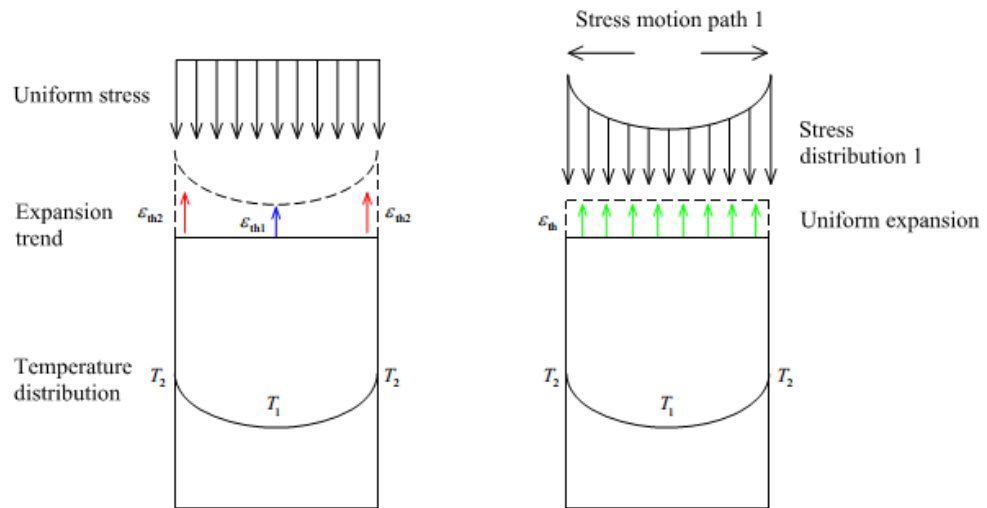 Stress motion path 1
Uniform stress
Stress
distribution 1
Expansion
trend
εth2
εth1
εth2
εth
Uniform expansion
Temperature
distribution
T2
T1
T2
T2
T1
T2